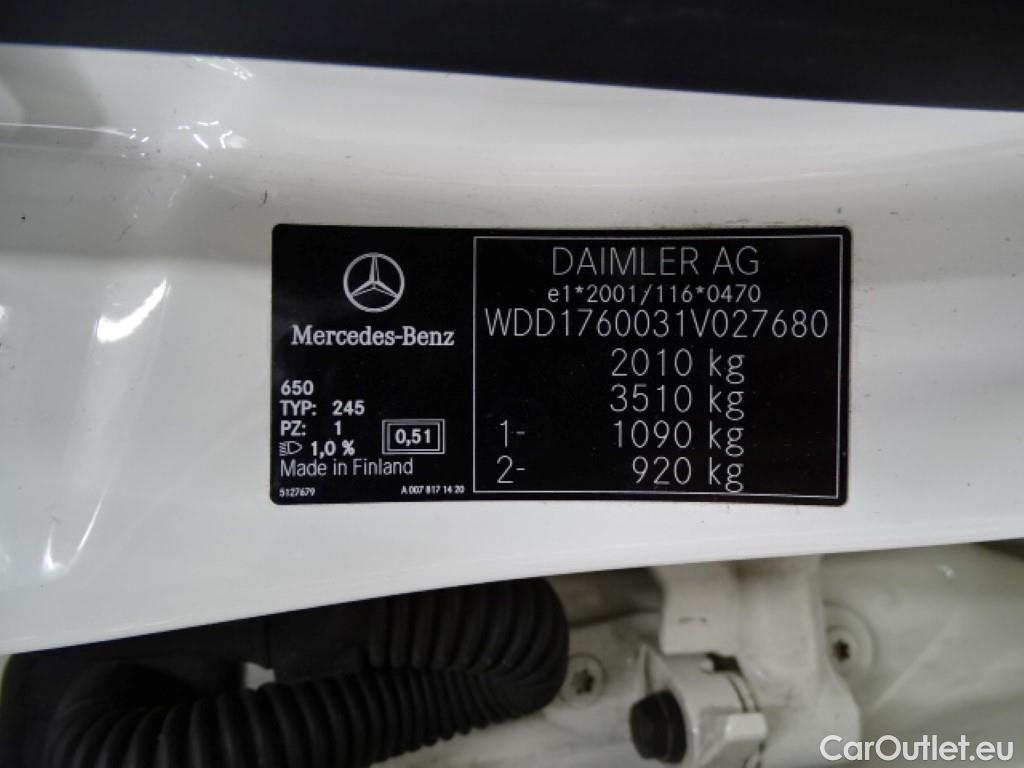 Mercedes-Benz
650
TYP: 245
PZ: 1
1,0 %
0,51
Made in Finland
5127679
A 007 817 14 20
DAIMLER AG
e1*2001/116*0470
WDD1760031V027680
2010 kg
3510 kg
1- 1090 kg
2- 920 kg
CarOutlet.eu